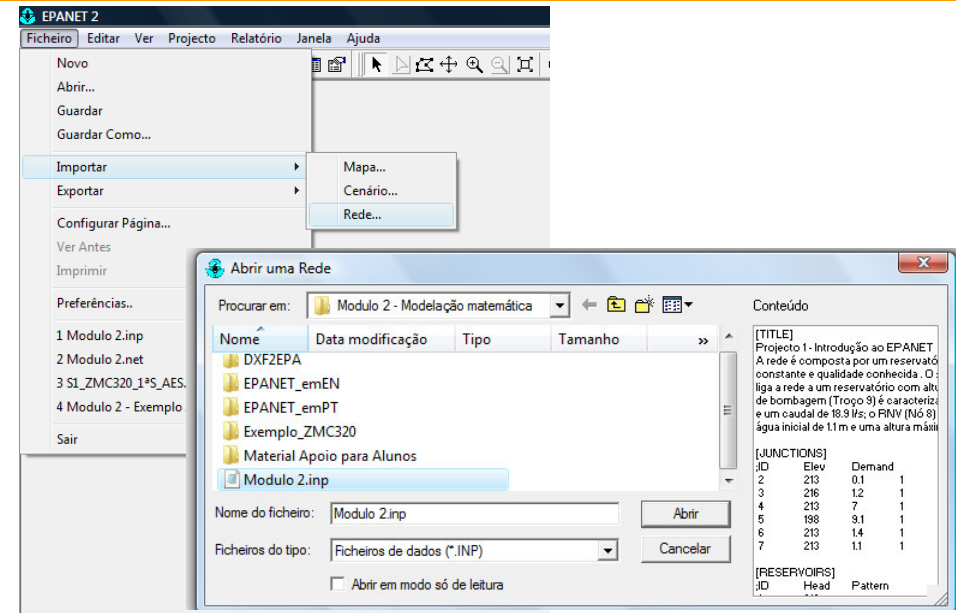 EPANET 2
Ficheiro Editar Ver Projecto Relatório Janela Ajuda
Novo
Abrir...
Guardar
Guardar Como...
Importar
Exportar
Mapa...
Cenário...
Rede...
Configurar Página...
Ver Antes
Imprimir
Preferências..
1 Modulo 2.inp
2 Modulo 2.net
3 S1_ZMC320_1ªS_AES.
4 Modulo 2 - Exemplo
Sair
Abrir uma Rede
Procurar em: Modulo 2 - Modelação matemática
Nome Data modificação Tipo Tamanho »
DXF2EPA
EPANET_emEN
EPANET_emPT
Exemplo_ZMC320
Material Apoio para Alunos
Modulo 2.inp
Nome do ficheiro: Modulo 2.inp Abrir
Ficheiros do tipo: Ficheiros de dados (*.INP) Cancelar
Abrir em modo só de leitura
Conteúdo
[TITLE]
Projecto 1 - Introdução ao EPANET
A rede é composta por um reservató
constante e qualidade conhecida . O
liga a rede a um reservatório com altu
de bombagem (Troço 9) é caracteriza
e um caudal de 18.9 l/s; o RNV (Nó 8)
água inicial de 1.1 m e uma altura máxi
[JUNCTIONS]
;ID Elev Demand
2 213 0.1 1
3 216 1.2 1
4 213 7 1
5 198 9.1 1
6 213 1.4 1
7 213 1.1 1
[RESERVOIRS]
;ID Head Pattern